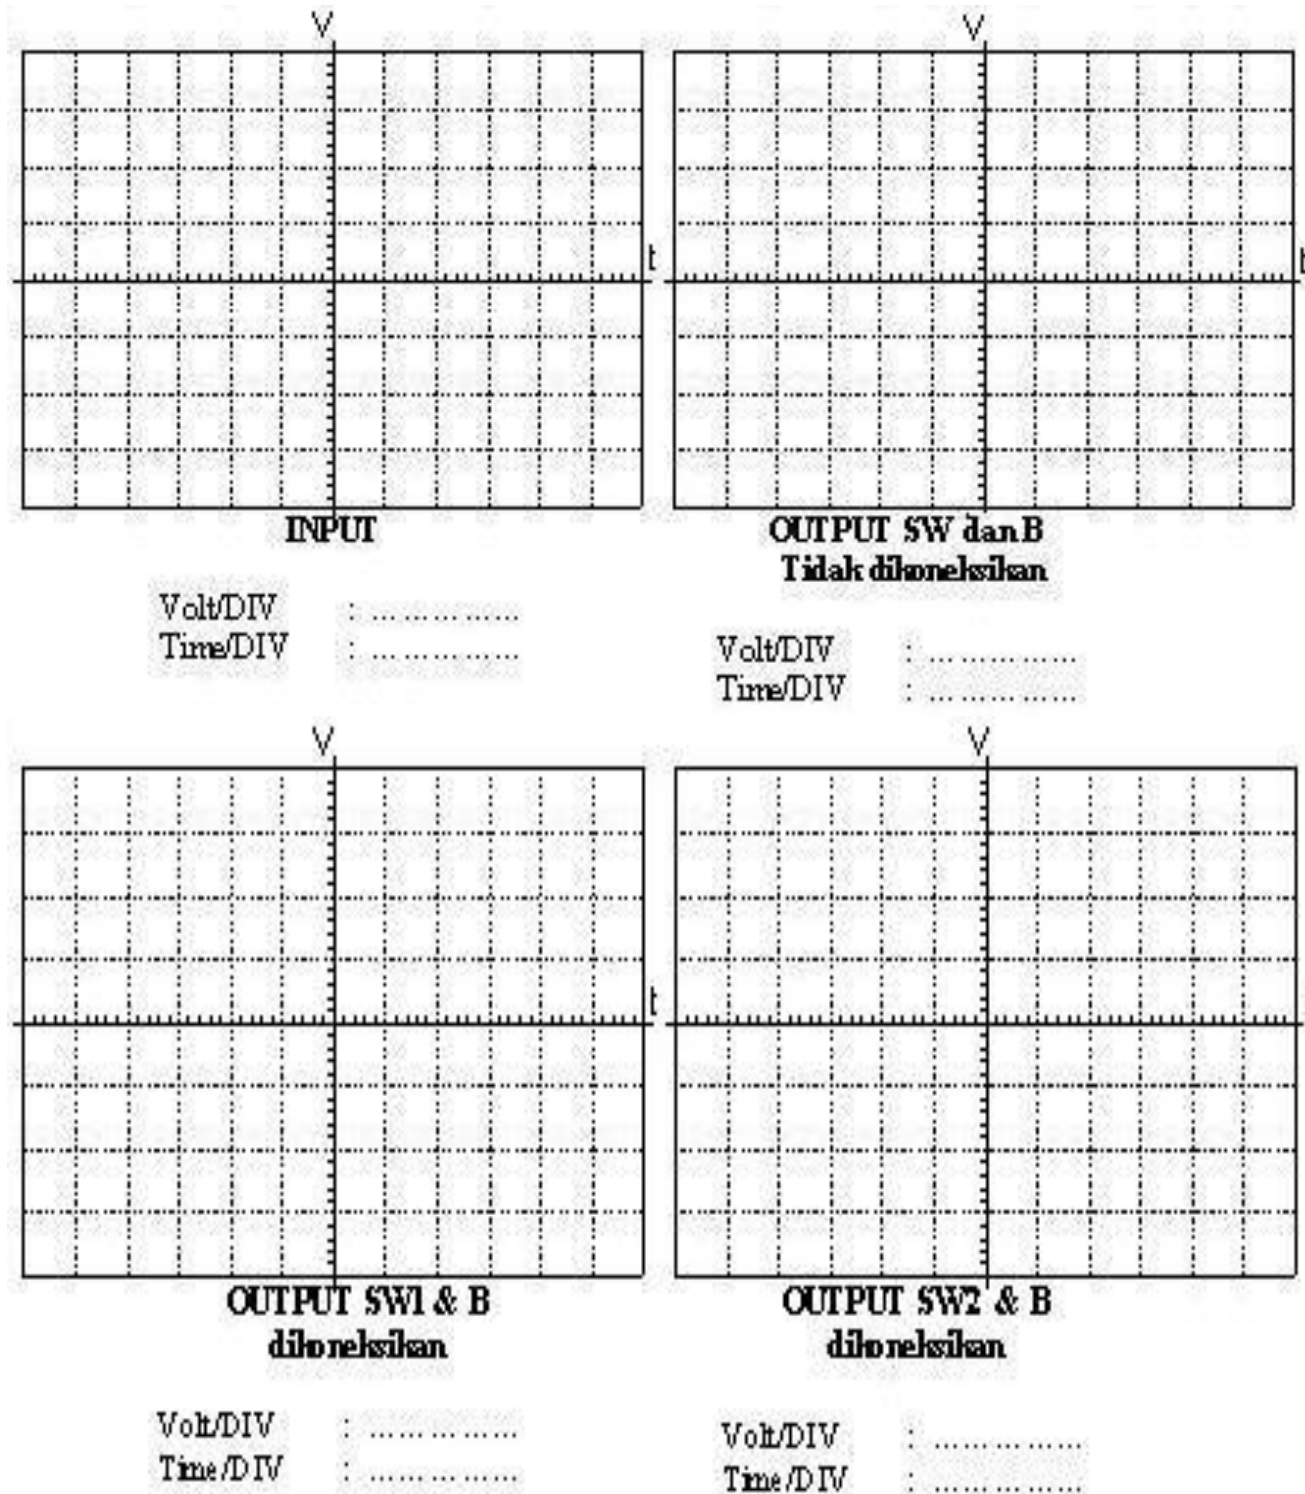 V
V
t
t
INPUT
OUTPUT SW dan B
Tidak dikoneksikan
Volt/DIV : ……………
Time/DIV : ……………
Volt/DIV : ……………
Time/DIV : ……………
V
V
t
OUTPUT SW1 & B
dikoneksikan
OUTPUT SW2 & B
dikoneksikan
Volt/DIV : ……………
Time/DIV : ……………
Volt/DIV : ……………
Time/DIV : ……………